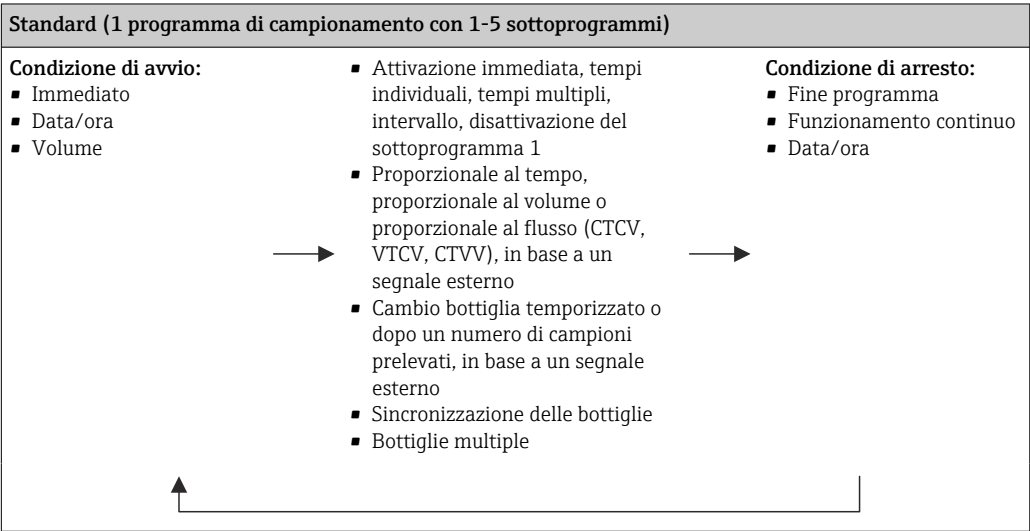 Standard (1 programma di campionamento con 1-5 sottoprogrammi)
Condizione di avvio:
▪ Immediato
▪ Data/ora
▪ Volume
▪ Attivazione immediata, tempi
individuali, tempi multipli,
intervallo, disattivazione del
sottoprogramma 1
▪ Proporzionale al tempo,
proporzionale al volume o
proporzionale al flusso (CTCV,
VTCV, CTVV), in base a un
segnale esterno
▪ Cambio bottiglia temporizzato o
dopo un numero di campioni
prelevati, in base a un segnale
esterno
▪ Sincronizzazione delle bottiglie
▪ Bottiglie multiple
Condizione di arresto:
▪ Fine programma
▪ Funzionamento continuo
▪ Data/ora